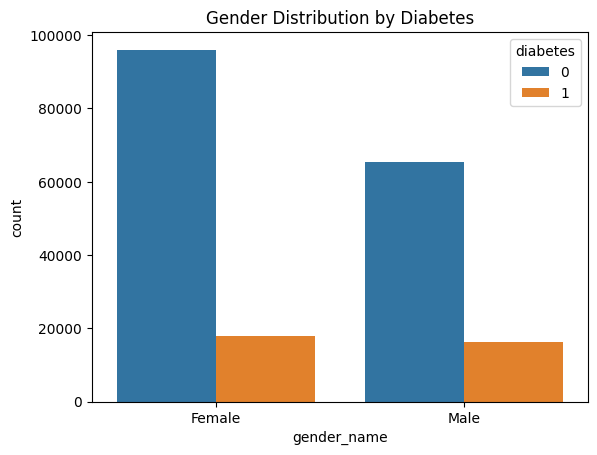 Gender Distribution by Diabetes
100000
80000
60000
40000
20000
0
count
diabetes
0
1
Female
Male
gender_name